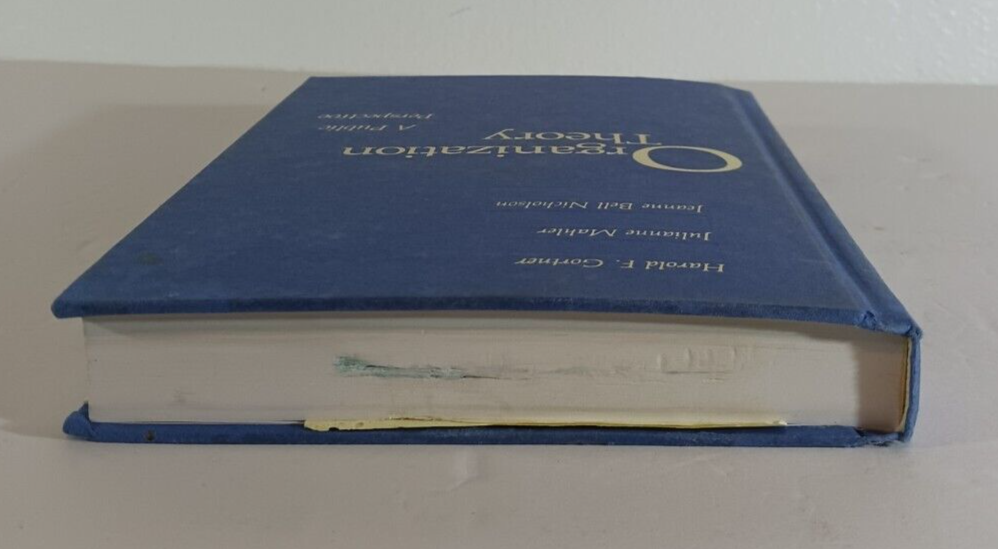 Harold F. Gortner
Julianne Mahler
Jeanne Bell Nicholson
Organization
Theory
A Public
Perspective